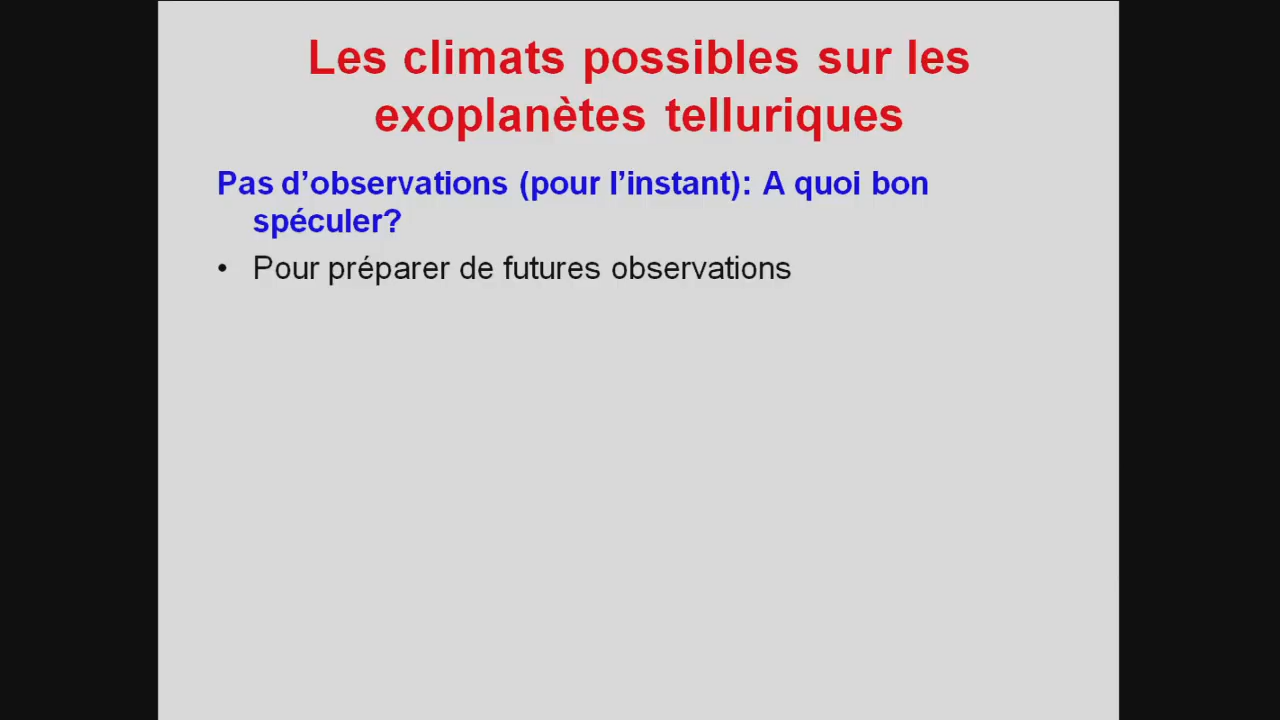 Les climats possibles sur les
exoplanètes telluriques
Pas d’observations (pour l’instant): A quoi bon
spéculer?
• Pour préparer de futures observations